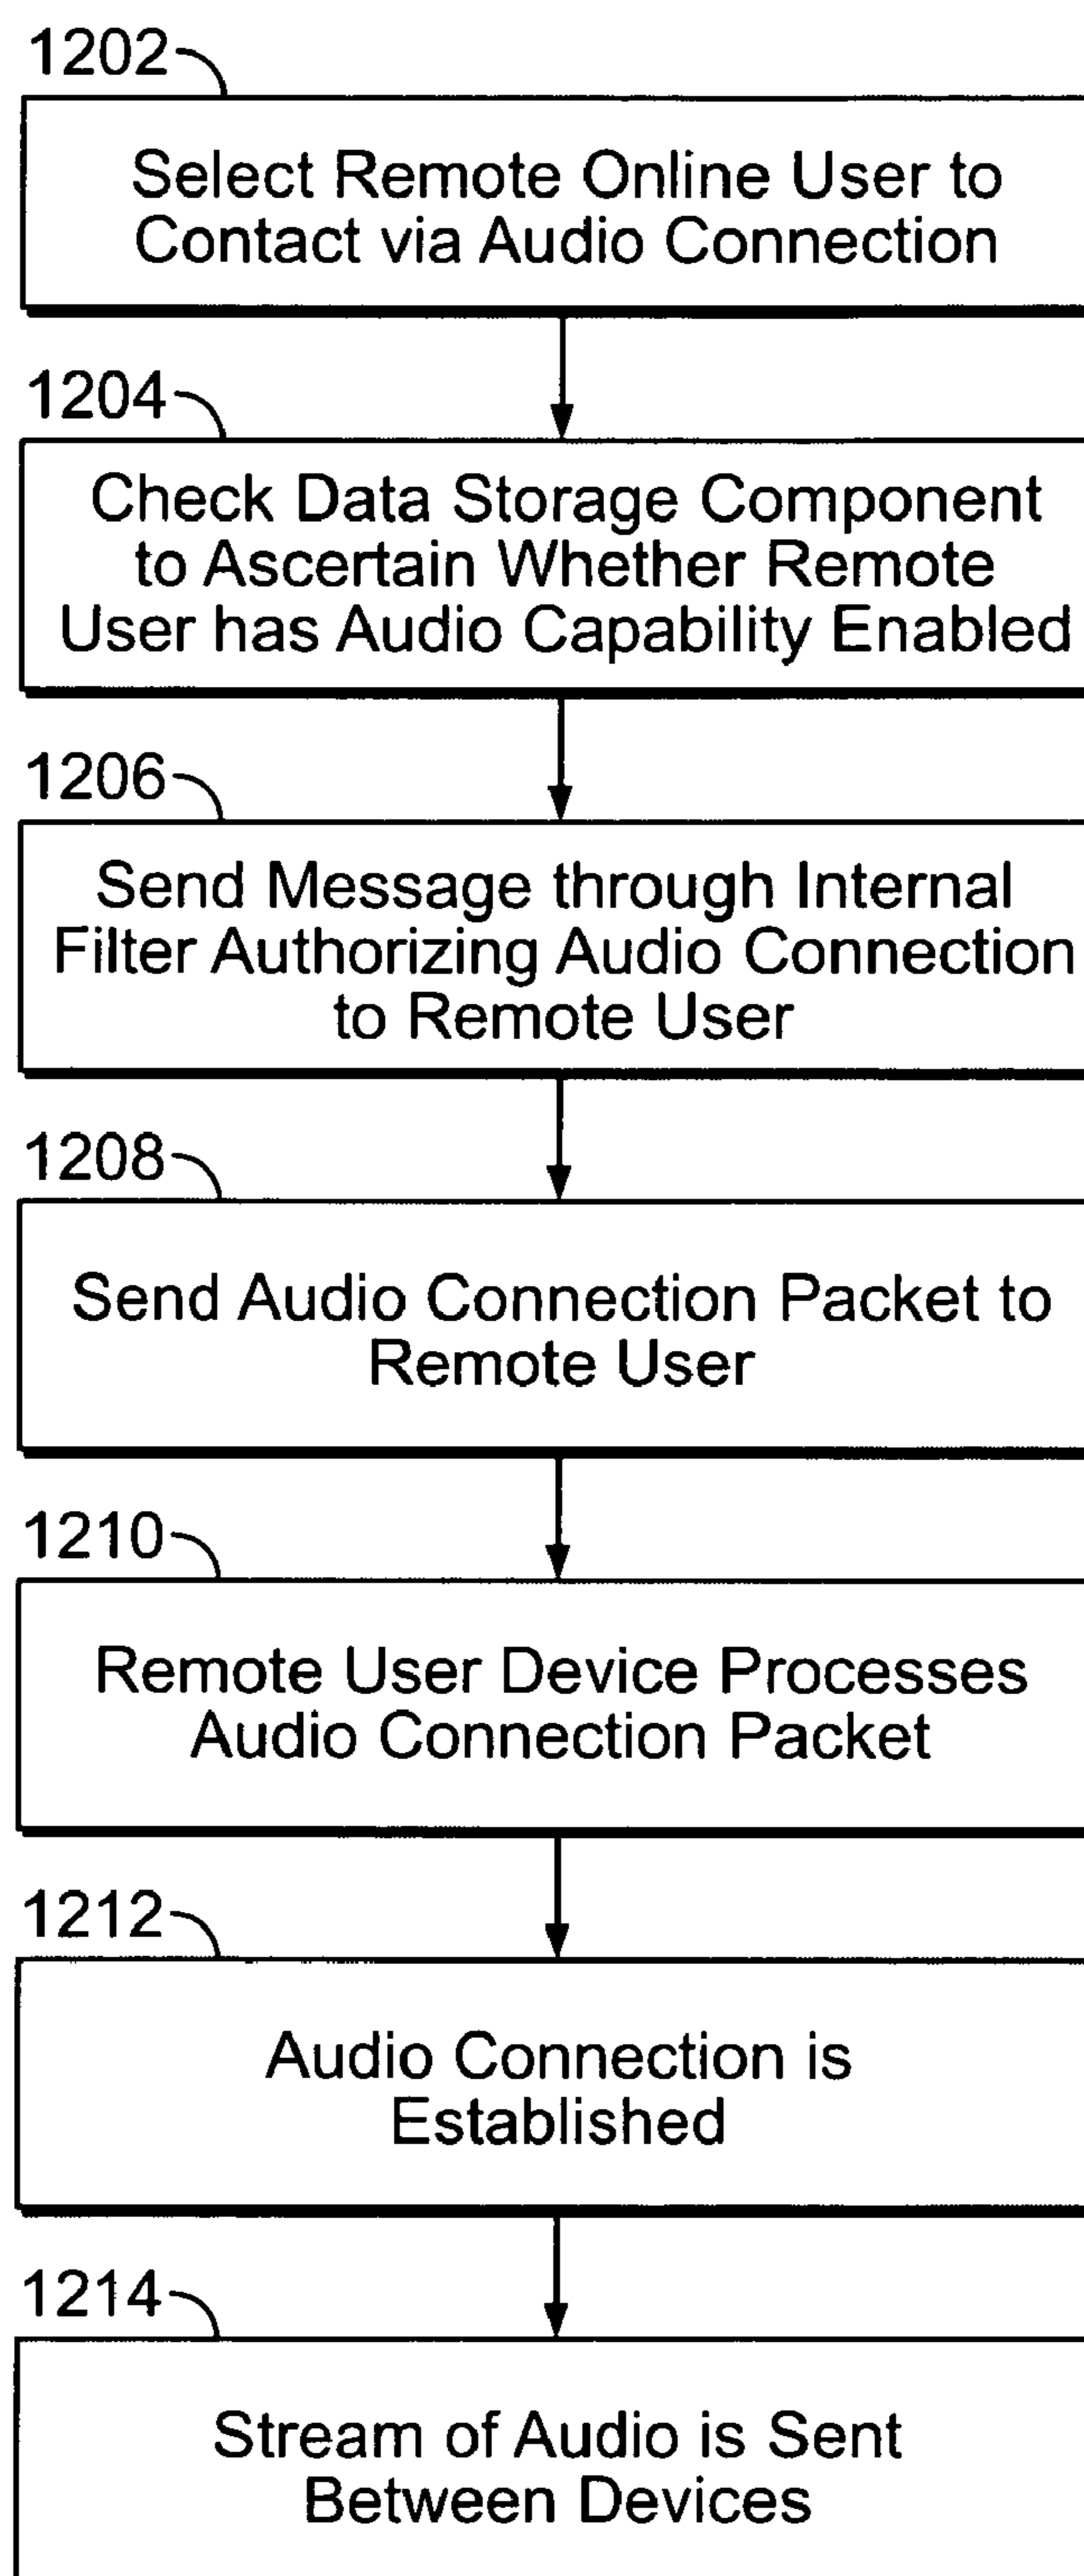 1202
Select Remote Online User to
Contact via Audio Connection
1204
Check Data Storage Component
to Ascertain Whether Remote
User has Audio Capability Enabled
1206
Send Message through Internal
Filter Authorizing Audio Connection
to Remote User
1208
Send Audio Connection Packet to
Remote User
1210
Remote User Device Processes
Audio Connection Packet
1212
Audio Connection is
Established
1214
Stream of Audio is Sent
Between Devices